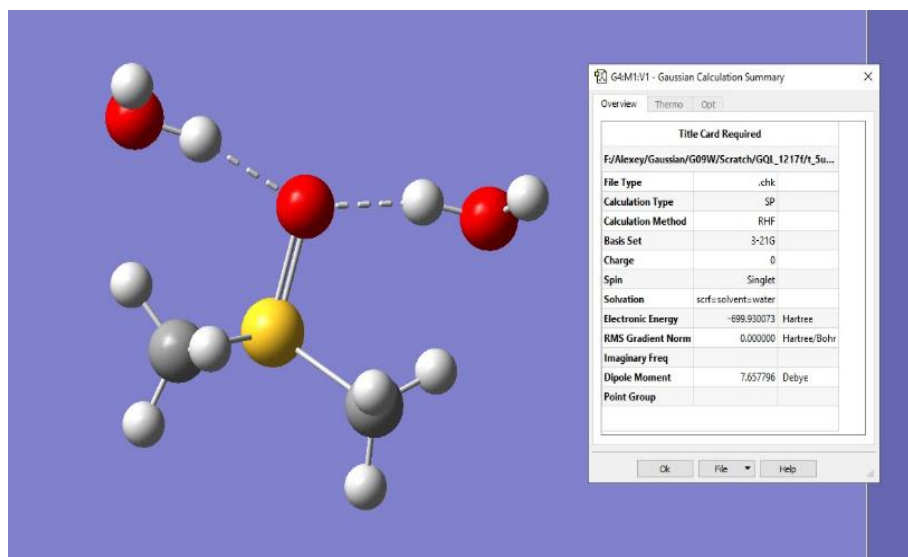 G4:M1:V1 - Gaussian Calculation Summary
Overview Thermo Opt
Title Card Required
F:/Alexey/Gaussian/G09W/Scratch/GQL_1217f/t_5u...
File Type .chk
Calculation Type SP
Calculation Method RHF
Basis Set 3-21G
Charge 0
Spin Singlet
Solvation scrf=solvent=water
Electronic Energy -699.930073 Hartree
RMS Gradient Norm 0.000000 Hartree/Bohr
Imaginary Freq
Dipole Moment 7.657796 Debye
Point Group
Ok File Help